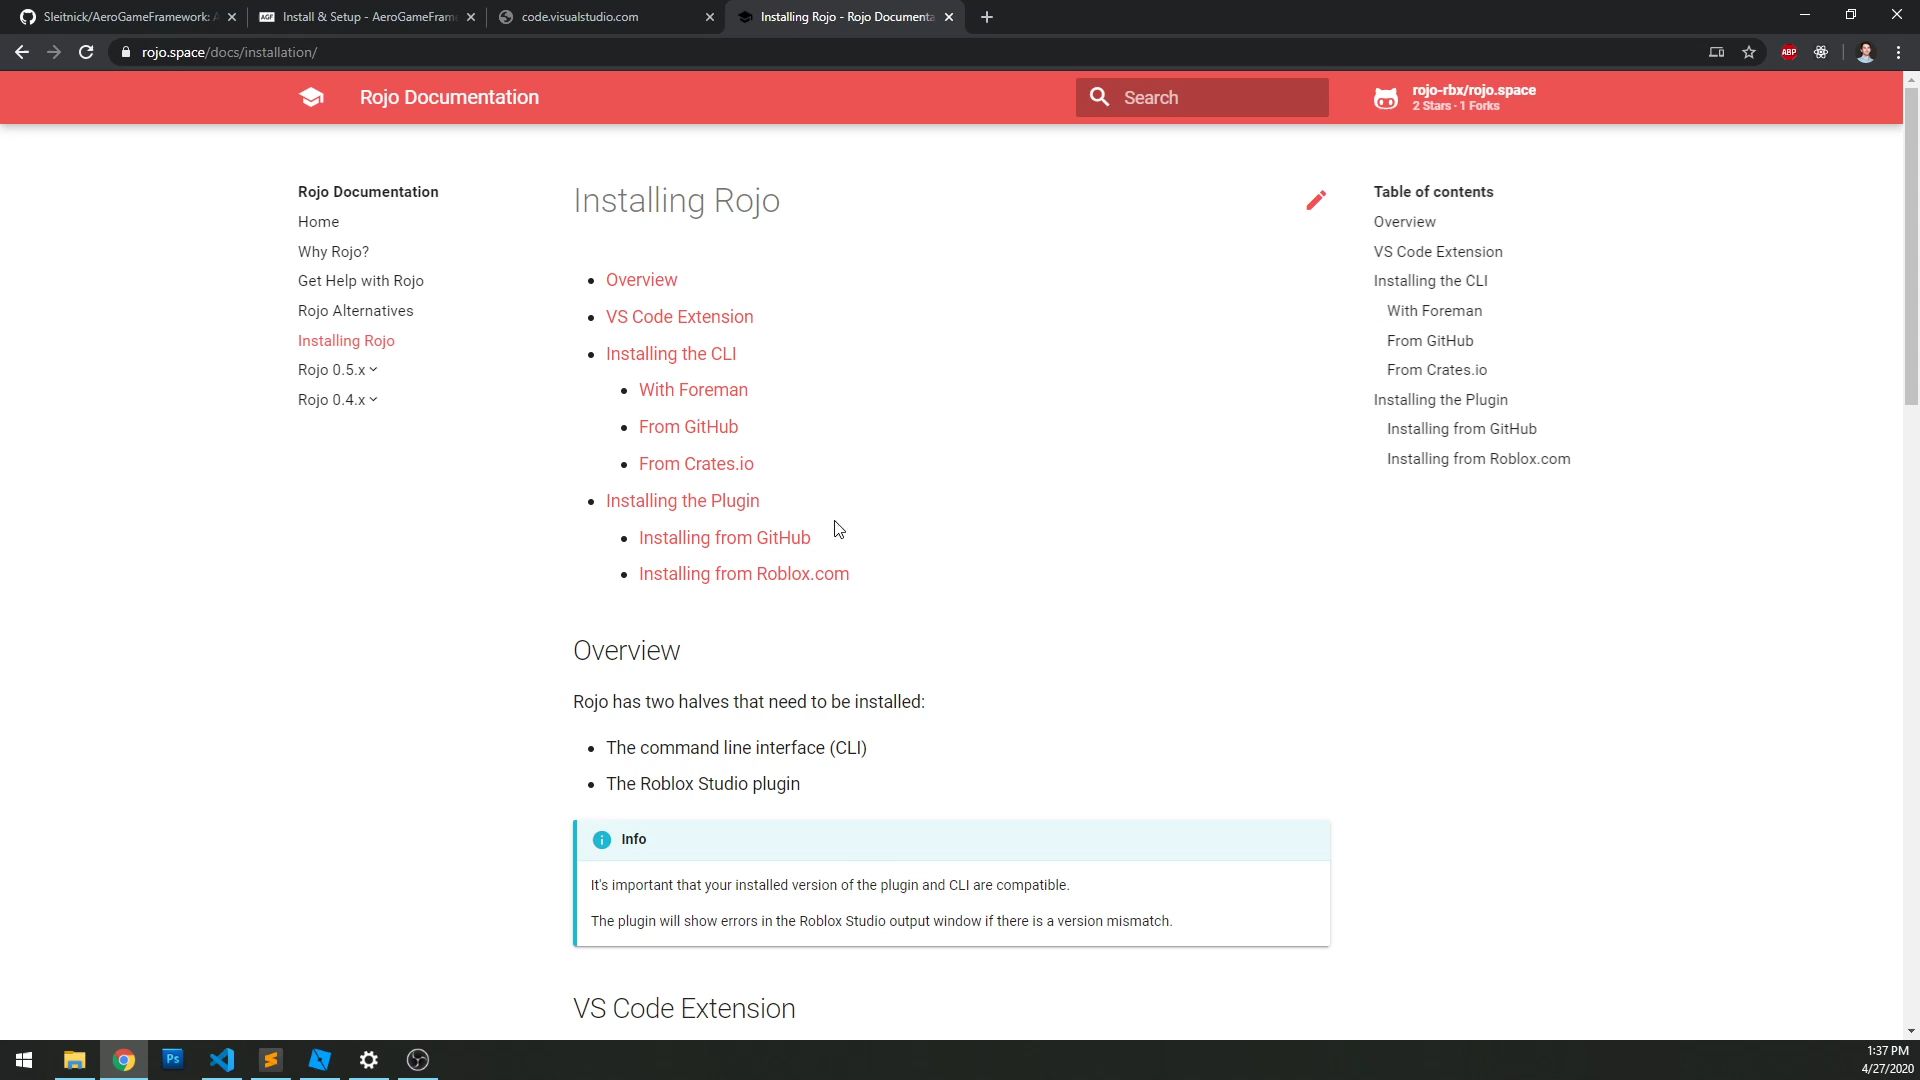 Sleitnick/AeroGameFramework:
AGF
Install & Setup - AeroGameFram
code.visualstudio.com
Installing Rojo - Rojo Documenta
rojo.space/docs/installation/
ABP
Rojo Documentation
Search
rojo-rbx/rojo.space
2 Stars · 1 Forks
Rojo Documentation
Home
Why Rojo?
Get Help with Rojo
Rojo Alternatives
Installing Rojo
Rojo 0.5.x
Rojo 0.4.x
Installing Rojo
Overview
VS Code Extension
Installing the CLI
With Foreman
From GitHub
From Crates.io
Installing the Plugin
Installing from GitHub
Installing from Roblox.com
Overview
Rojo has two halves that need to be installed:
The command line interface (CLI)
The Roblox Studio plugin
Info
It's important that your installed version of the plugin and CLI are compatible.
The plugin will show errors in the Roblox Studio output window if there is a version mismatch.
VS Code Extension
Table of contents
Overview
VS Code Extension
Installing the CLI
With Foreman
From GitHub
From Crates.io
Installing the Plugin
Installing from GitHub
Installing from Roblox.com
Ps
1:37 PM
4/27/2020